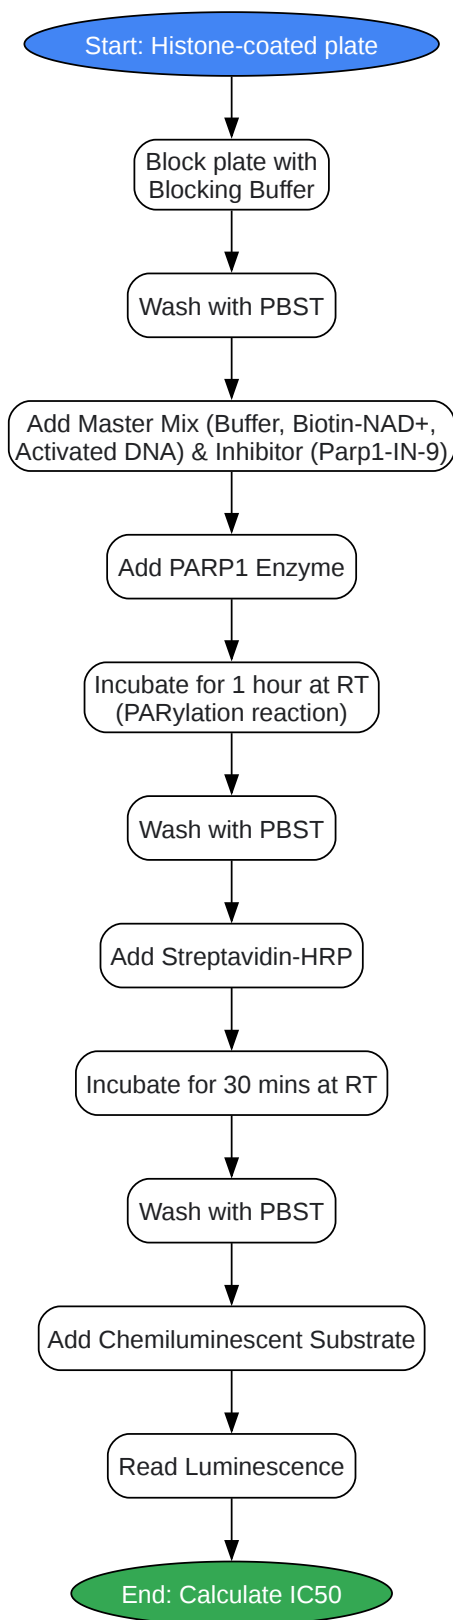 Start: Histone-coated plate
Block plate with
Blocking Buffer
Wash with PBST
Add Master Mix (Buffer, Biotin-NAD+,
Activated DNA) & Inhibitor (Parp1-IN-9)
Add PARP1 Enzyme
Incubate for 1 hour at RT
(PARylation reaction)
Wash with PBST
Add Streptavidin-HRP
Incubate for 30 mins at RT
Wash with PBST
Add Chemiluminescent Substrate
Read Luminescence
End: Calculate IC50